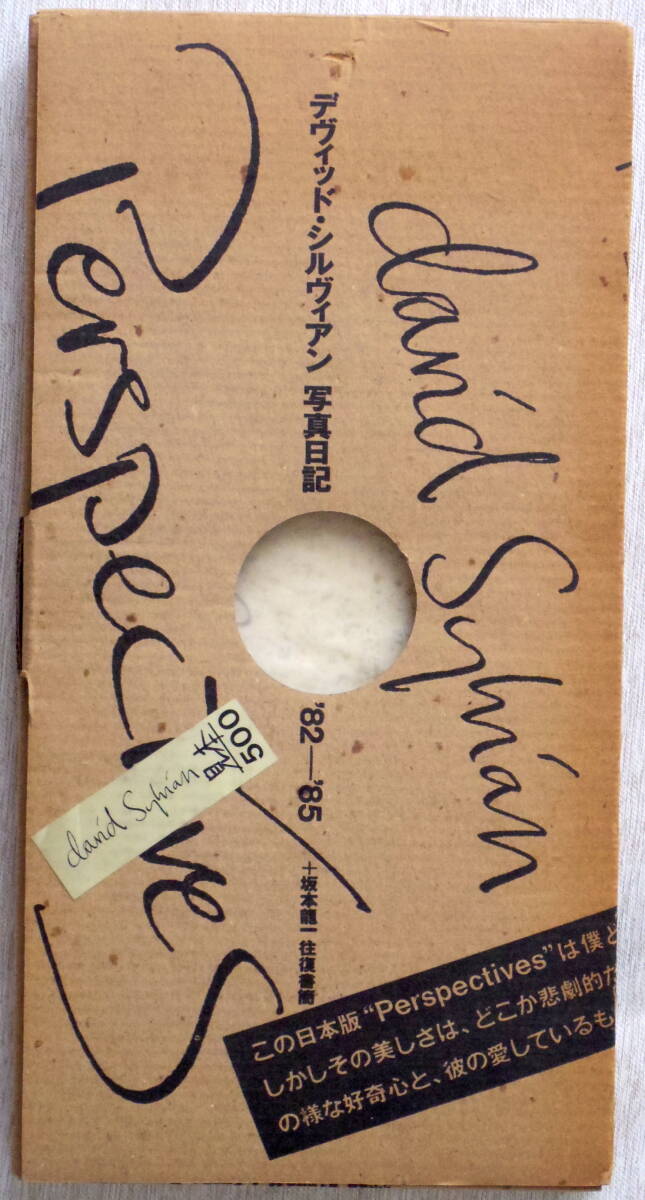 david Sylvian
デヴィッド・シルヴィアン 写真日記
'82—'85
+坂本龍一往復書簡
Perspectives
500
david Sylvian
この日本版“Perspectives”は僕と
しかしその美しさは、どこか悲劇的な
の様な好奇心と、彼の愛しているも